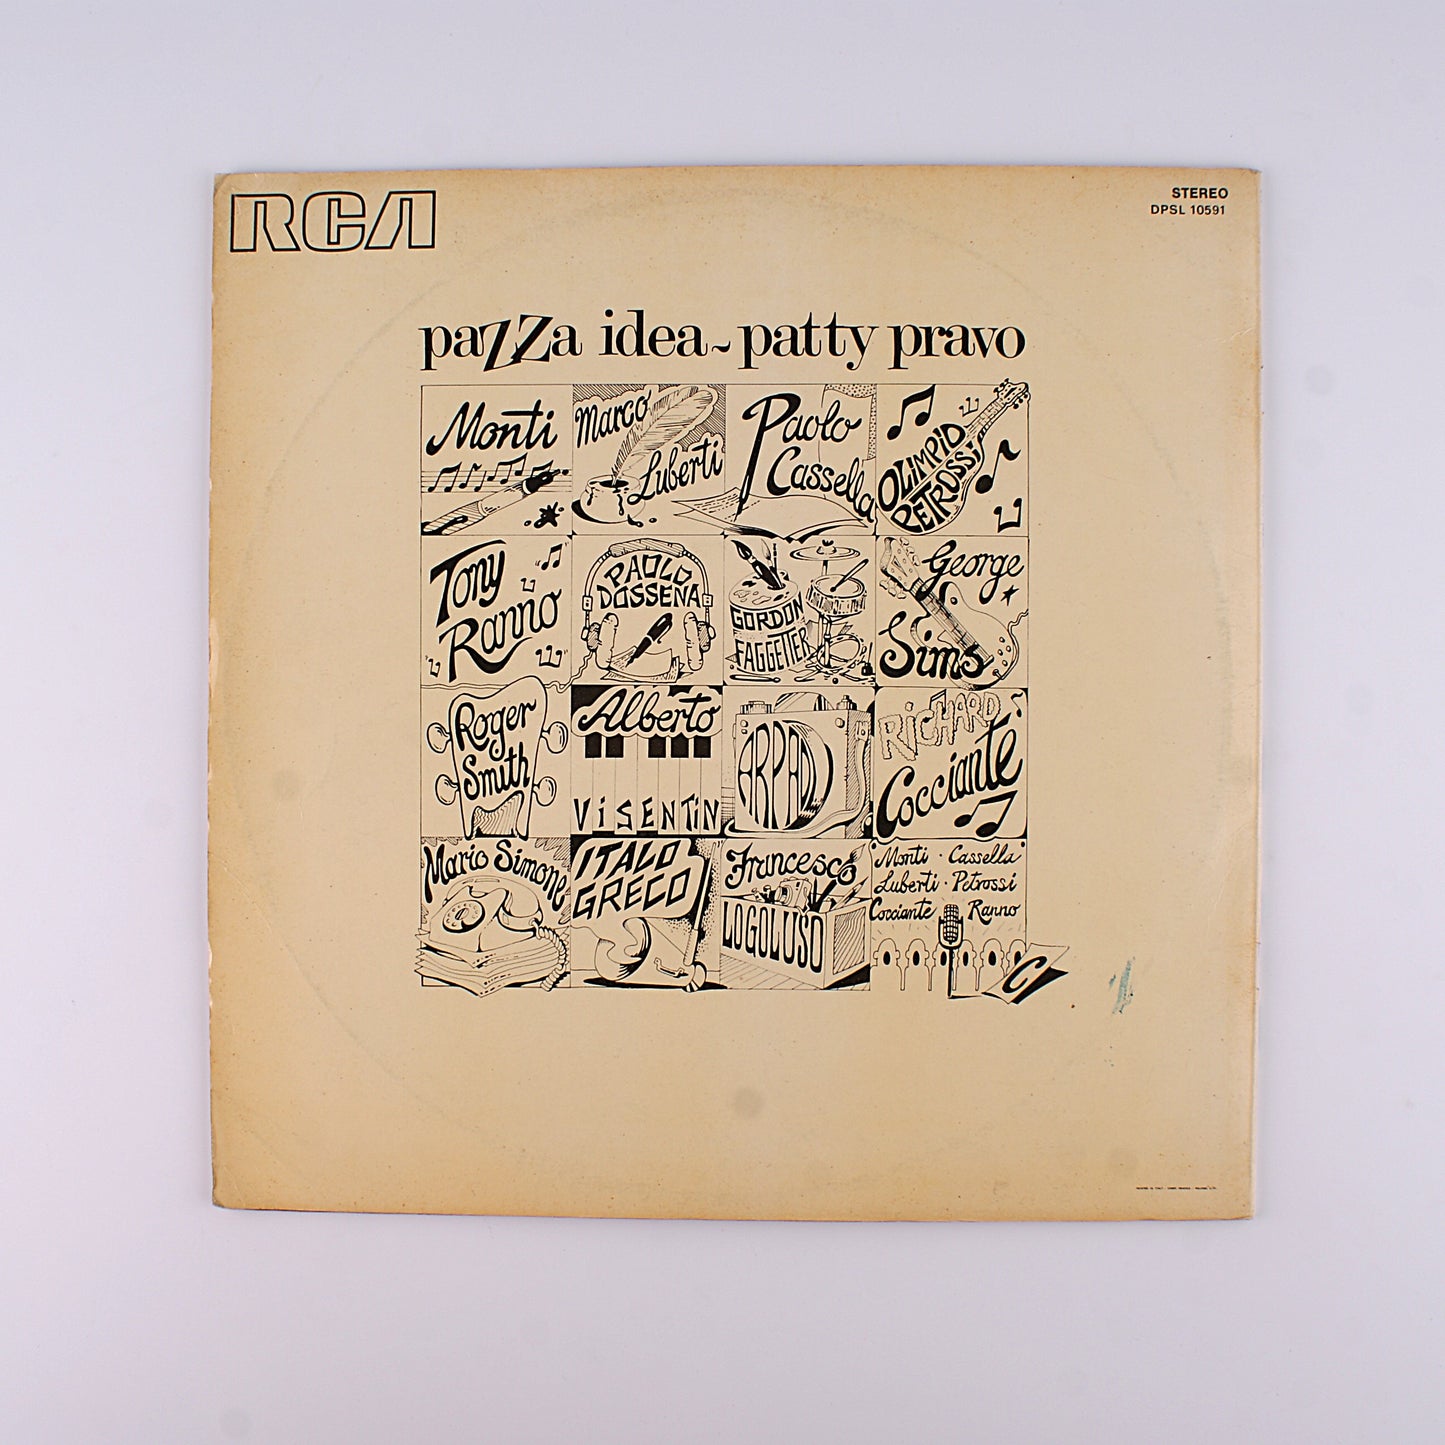 RCA
STEREO
DPSL 10591
pazza idea ~ patty pravo
Monti
Marco
Luberti
Paolo
Cassella
OLIMPIO
PETROSSI
Tony
Ranno
PAOLO
DOSSENA
GORDON
FAGGETTER
George
Sims
Roger
Smith
Alberto
ViSENTiN
ARPADJ
RiCHARD
Cocciante
Mario Simone
ITALO
GRECO
Francesco
LOGOLUSO
Monti · Cassella
Luberti · Petrossi
Cocciante Ranno
C